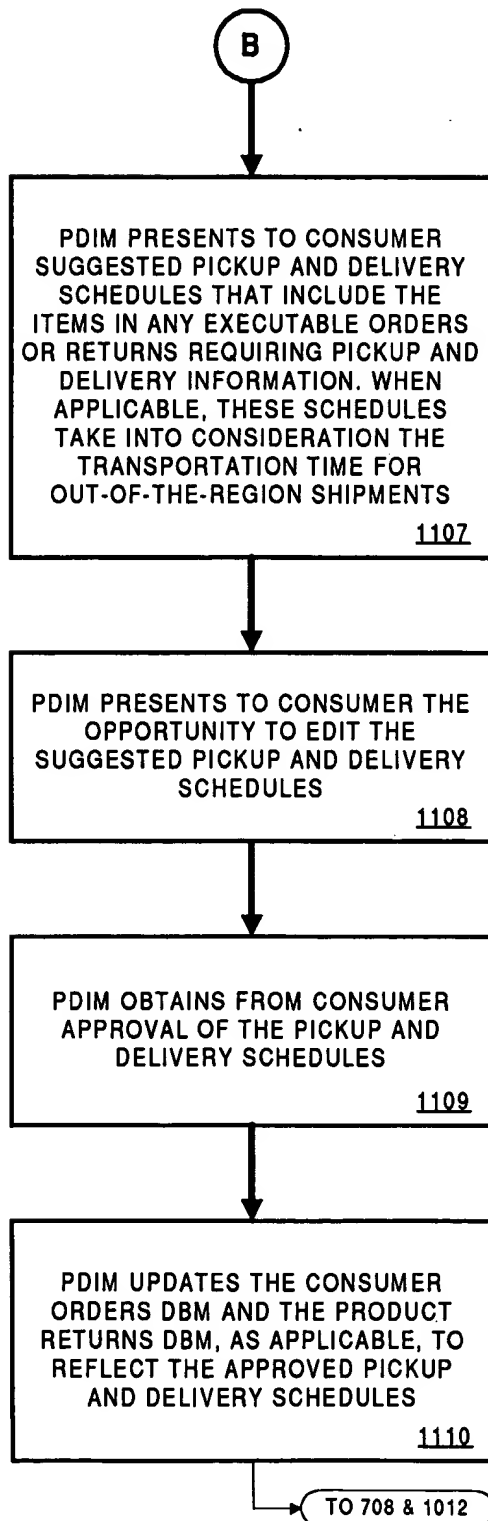 B
PDIM PRESENTS TO CONSUMER
SUGGESTED PICKUP AND DELIVERY
SCHEDULES THAT INCLUDE THE
ITEMS IN ANY EXECUTABLE ORDERS
OR RETURNS REQUIRING PICKUP AND
DELIVERY INFORMATION. WHEN
APPLICABLE, THESE SCHEDULES
TAKE INTO CONSIDERATION THE
TRANSPORTATION TIME FOR
OUT-OF-THE-REGION SHIPMENTS
1107
PDIM PRESENTS TO CONSUMER THE
OPPORTUNITY TO EDIT THE
SUGGESTED PICKUP AND DELIVERY
SCHEDULES
1108
PDIM OBTAINS FROM CONSUMER
APPROVAL OF THE PICKUP AND
DELIVERY SCHEDULES
1109
PDIM UPDATES THE CONSUMER
ORDERS DBM AND THE PRODUCT
RETURNS DBM, AS APPLICABLE, TO
REFLECT THE APPROVED PICKUP
AND DELIVERY SCHEDULES
1110
TO 708 & 1012